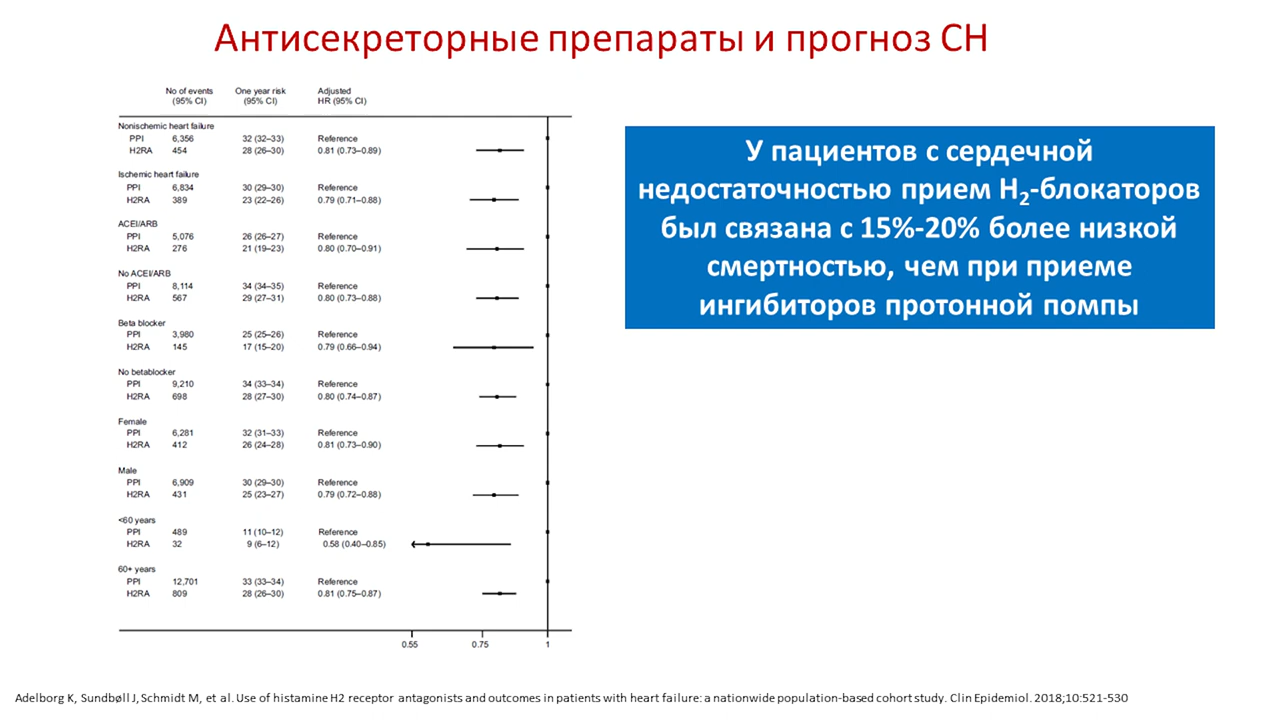 Антисекреторные препараты и прогноз СН
No of events One year risk Adjusted
(95% CI) (95% CI) HR (95% CI)
Nonischemic heart failure
PPI 6,356 32 (32–33) Reference
H2RA 454 28 (26–30) 0.81 (0.73–0.89)
Ischemic heart failure
PPI 6,834 30 (29–30) Reference
H2RA 389 23 (22–26) 0.79 (0.71–0.88)
ACEI/ARB
PPI 5,076 26 (26–27) Reference
H2RA 276 21 (19–23) 0.80 (0.70–0.91)
No ACEI/ARB
PPI 8,114 34 (34–35) Reference
H2RA 567 29 (27–31) 0.80 (0.73–0.88)
Beta blocker
PPI 3,980 25 (25–26) Reference
H2RA 145 17 (15–20) 0.79 (0.66–0.94)
No betablocker
PPI 9,210 34 (33–34) Reference
H2RA 698 28 (27–30) 0.80 (0.74–0.87)
Female
PPI 6,281 32 (31–33) Reference
H2RA 412 26 (24–28) 0.81 (0.73–0.90)
Male
PPI 6,909 30 (29–30) Reference
H2RA 431 25 (23–27) 0.79 (0.72–0.88)
<60 years
PPI 489 11 (10–12) Reference
H2RA 32 9 (6–12) 0.58 (0.40–0.85)
60+ years
PPI 12,701 33 (33–34) Reference
H2RA 809 28 (26–30) 0.81 (0.75–0.87)
0.55 0.75 1
У пациентов с сердечной
недостаточностью прием H₂-блокаторов
был связана с 15%-20% более низкой
смертностью, чем при приеме
ингибиторов протонной помпы
Adelborg K, Sundbøll J, Schmidt M, et al. Use of histamine H2 receptor antagonists and outcomes in patients with heart failure: a nationwide population-based cohort study. Clin Epidemiol. 2018;10:521-530